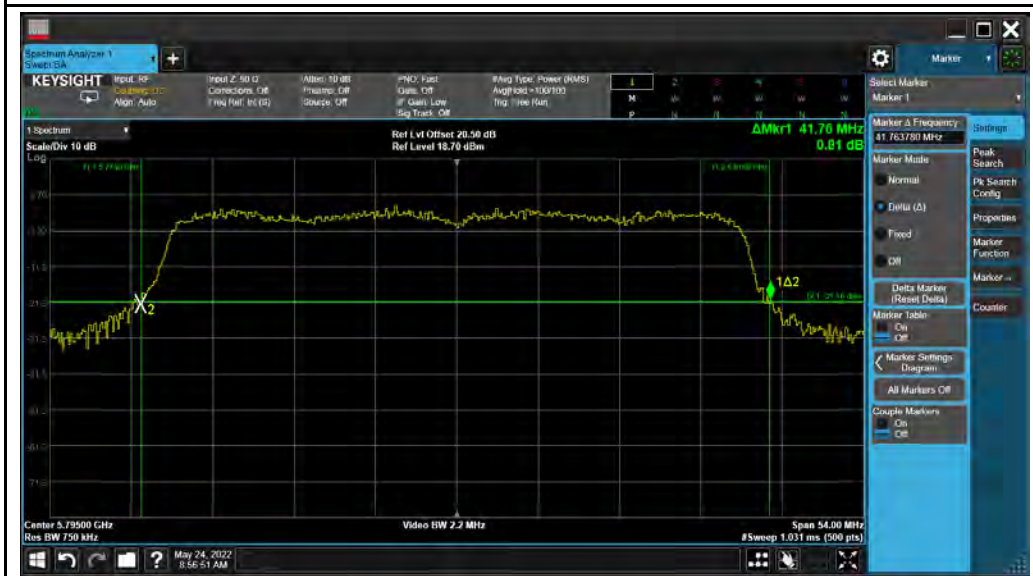 Spectrum Analyzer 1
Swept SA
+
Marker
KEYSIGHT
Input: RF
Coupling: DC
Align: Auto
Input Z: 50 Ω
Corrections: Off
Freq Ref: Int (S)
Atten: 10 dB
Preamp: Off
Source: Off
PNO: Fast
Gate: Off
IF Gain: Low
Sig Track: Off
#Avg Type: Power (RMS)
Avg|Hold >100/100
Trig: Free Run
1
M
P
Select Marker
Marker 1
1 Spectrum
Scale/Div 10 dB
Log
Ref Lvl Offset 20.50 dB
Ref Level 18.70 dBm
ΔMkr1 41.76 MHz
0.81 dB
Marker Δ Frequency
41.763780 MHz
Marker Mode
Normal
Delta (Δ)
Fixed
Off
Delta Marker
(Reset Delta)
Marker Table
On
Off
Marker Settings
Diagram
All Markers Off
Couple Markers
On
Off
Settings
Peak
Search
Pk Search
Config
Properties
Marker
Function
Marker→
Counter
X2
1Δ2
Center 5.79500 GHz
Res BW 750 kHz
Video BW 2.2 MHz
Span 54.00 MHz
#Sweep 1.031 ms (500 pts)
?
May 24, 2022
8:56:51 AM